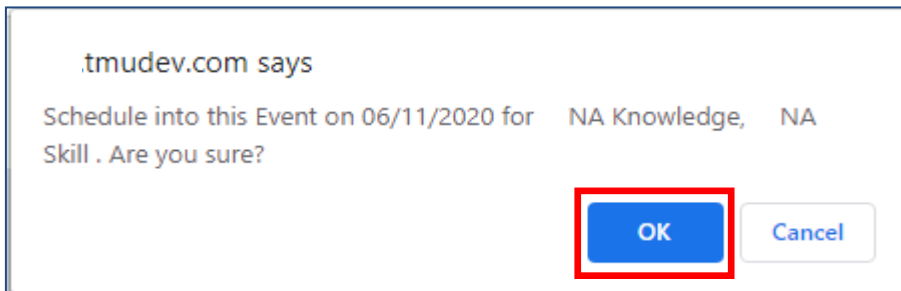 .tmudev.com says
Schedule into this Event on 06/11/2020 for NA Knowledge, NA
Skill . Are you sure?
OK Cancel